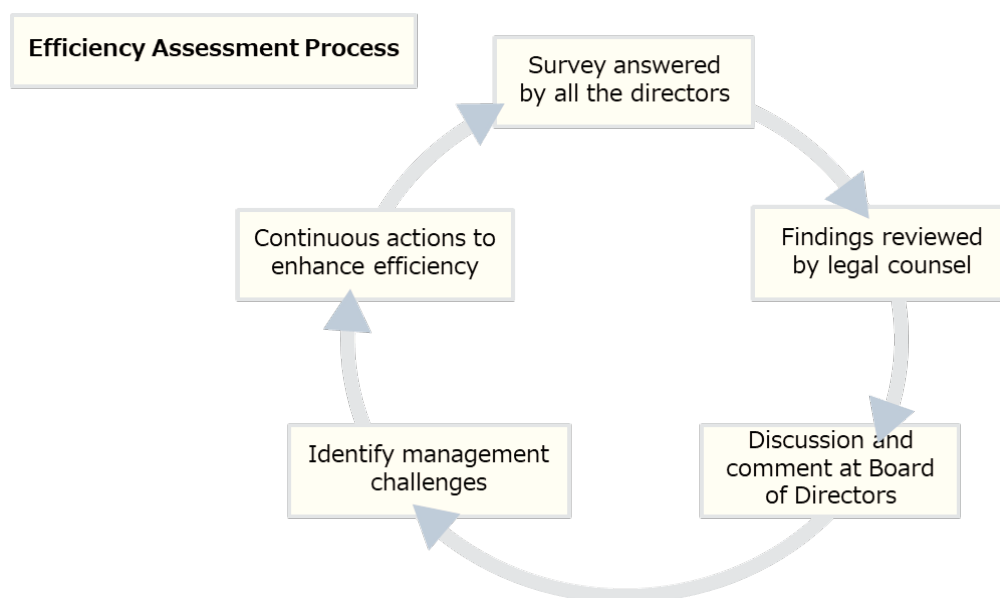 Efficiency Assessment Process
Survey answered
by all the directors
Findings reviewed
by legal counsel
Discussion and
comment at Board
of Directors
Identify management
challenges
Continuous actions to
enhance efficiency